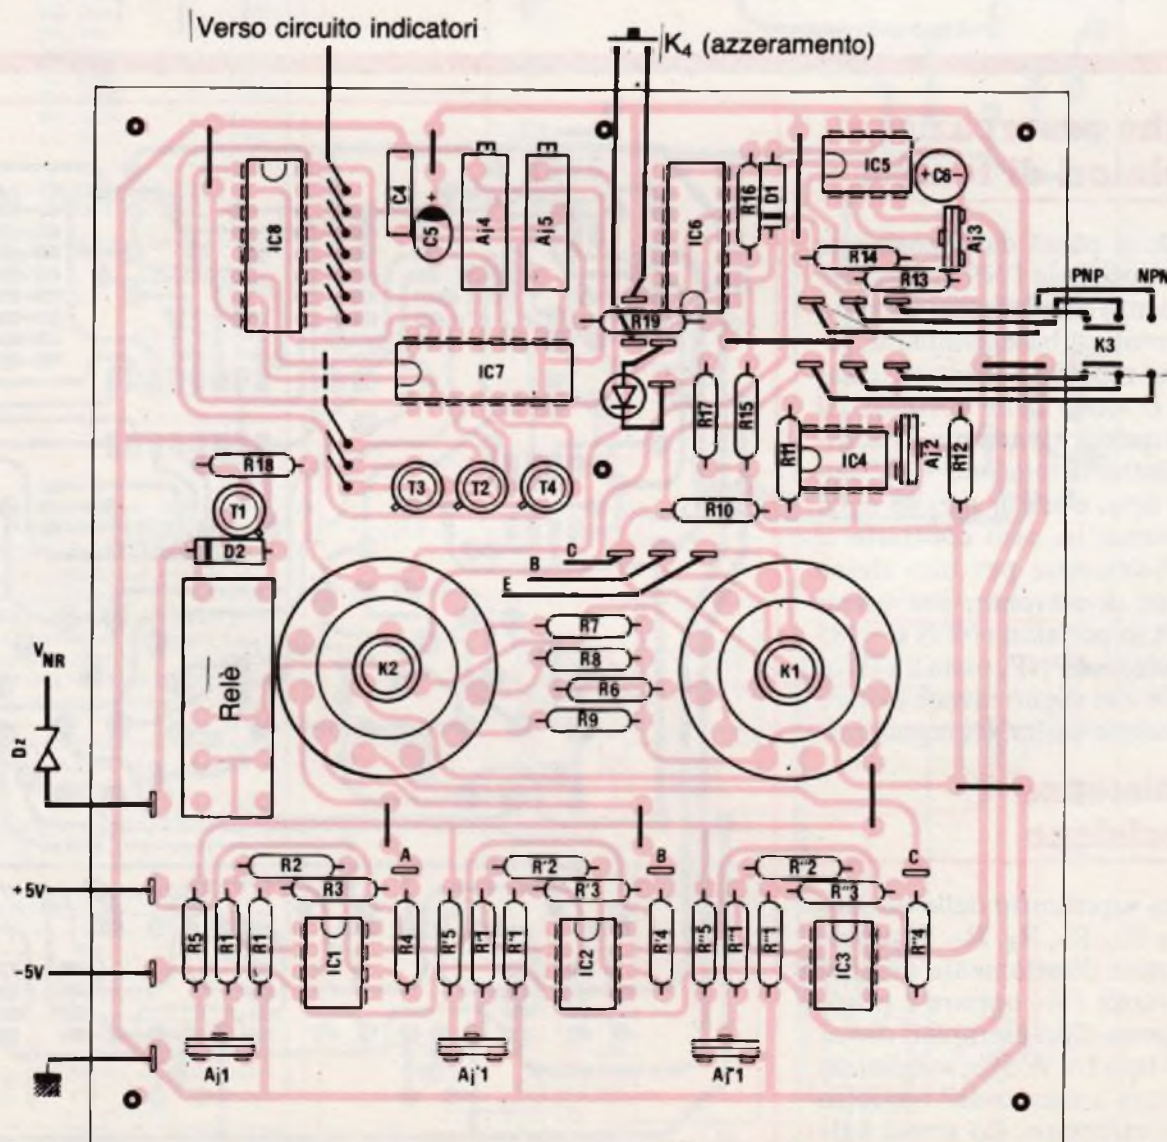 Verso circuito indicatori
K4 (azzeramento)
IC8
C4
+
C5
E
Aj4
E
Aj5
IC6
R16
D1
IC5
+C6-
Aj3
R14
R13
PNP
NPN
K3
R19
IC7
R17
R15
R11
IC4
Aj2
R12
R18
T1
T3
T2
T4
R10
D2
C
B
E
R7
R8
R6
R9
K2
K1
Relè
VNR
Dz
+5V
-5V
R2
R3
A
R'2
R'3
B
R"2
R"3
C
R5
R1
R1
IC1
R4
R'5
R'1
R'1
IC2
R'4
R"5
R"1
R"1
IC3
R"4
Aj1
Aj'1
Aj"1